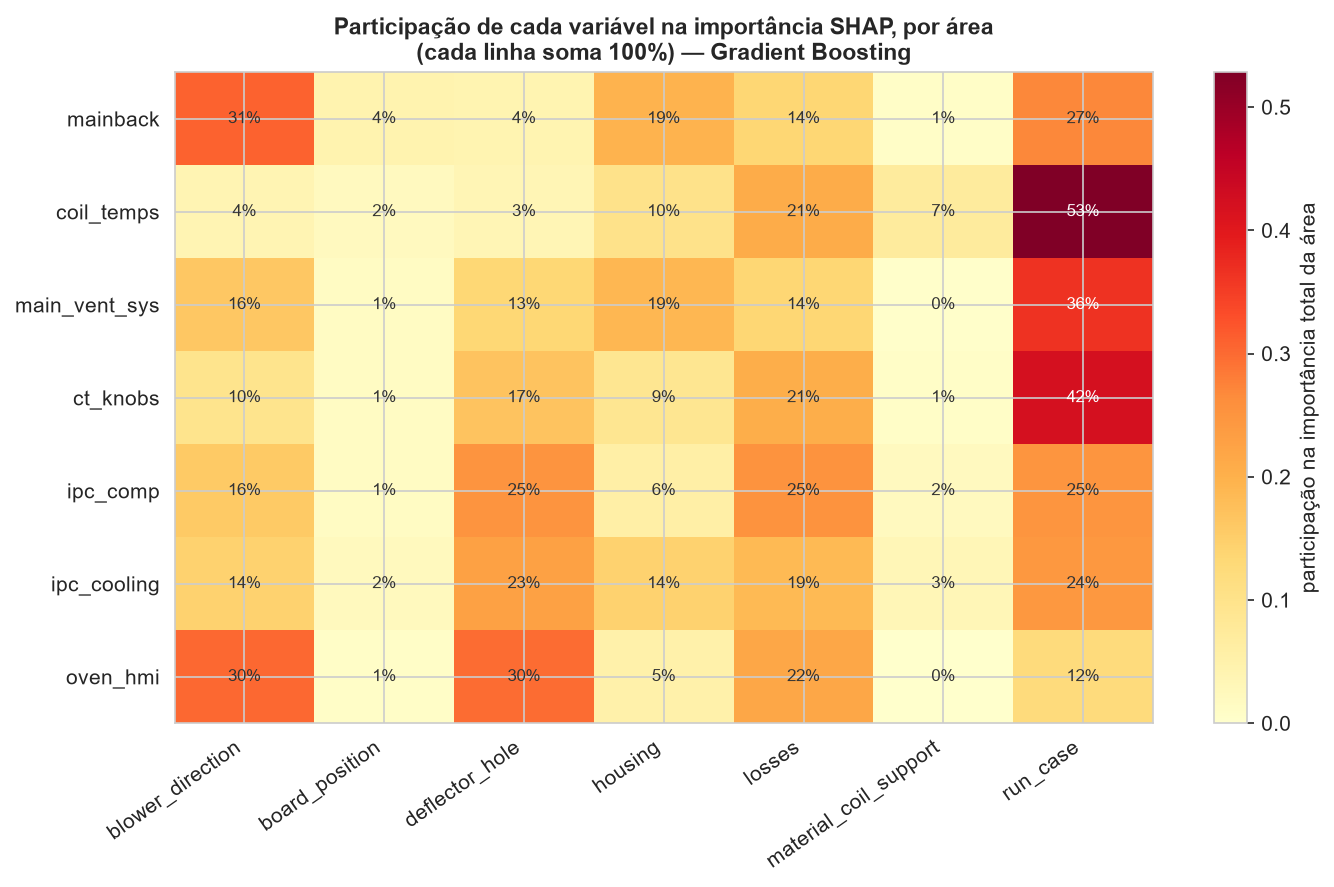 Participação de cada variável na importância SHAP, por área
(cada linha soma 100%) — Gradient Boosting
mainback 31% 4% 4% 19% 14% 1% 27%
coil_temps 4% 2% 3% 10% 21% 7% 53%
main_vent_sys 16% 1% 13% 19% 14% 0% 36%
ct_knobs 10% 1% 17% 9% 21% 1% 42%
ipc_comp 16% 1% 25% 6% 25% 2% 25%
ipc_cooling 14% 2% 23% 14% 19% 3% 24%
oven_hmi 30% 1% 30% 5% 22% 0% 12%
blower_direction board_position deflector_hole housing losses material_coil_support run_case
0.5
0.4
0.3
0.2
0.1
0.0
participação na importância total da área